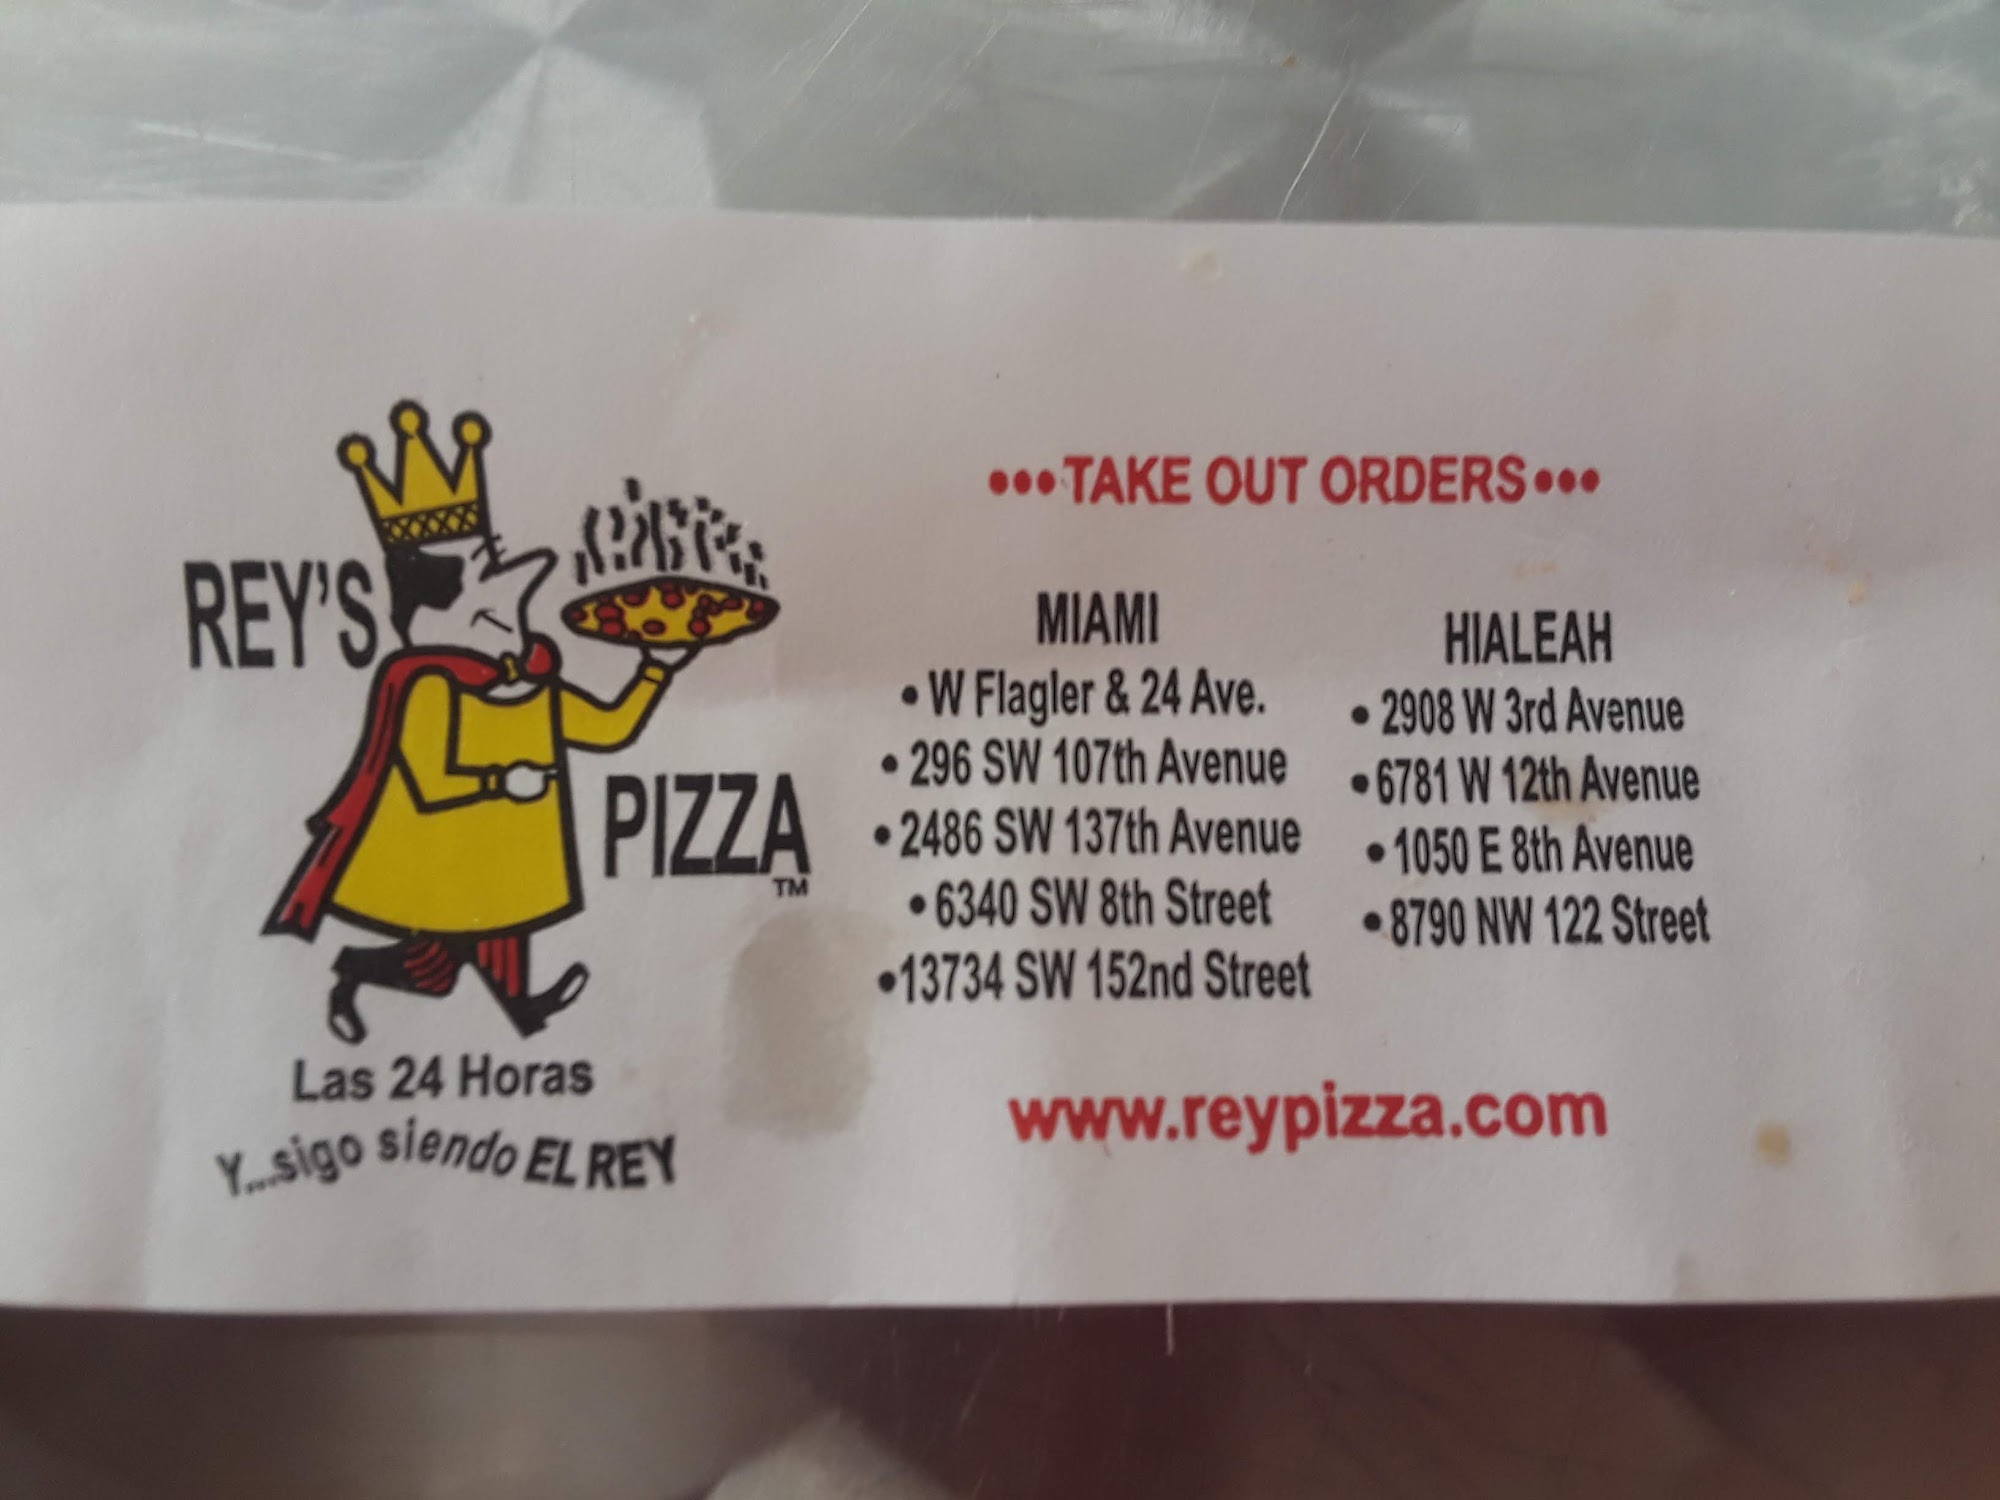 REY'S
PIZZA
TM
Las 24 Horas
Y...sigo siendo EL REY
•••TAKE OUT ORDERS•••
MIAMI
• W Flagler & 24 Ave.
• 296 SW 107th Avenue
• 2486 SW 137th Avenue
• 6340 SW 8th Street
•13734 SW 152nd Street
HIALEAH
• 2908 W 3rd Avenue
• 6781 W 12th Avenue
• 1050 E 8th Avenue
• 8790 NW 122 Street
www.reypizza.com